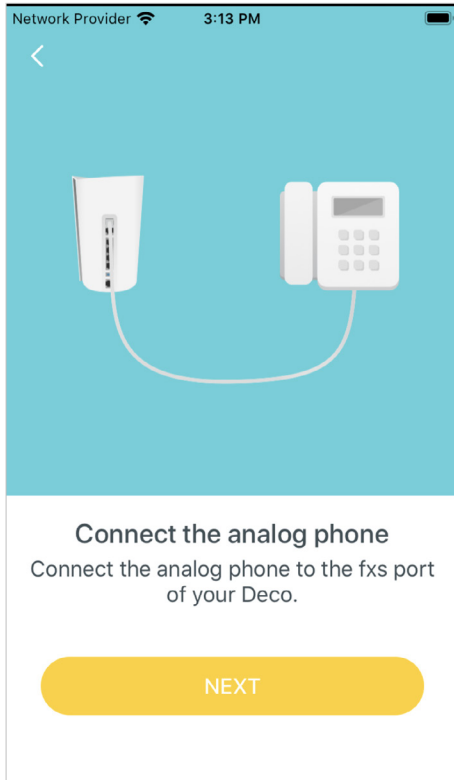 Network Provider 3:13 PM
Connect the analog phone
Connect the analog phone to the fxs port
of your Deco.
NEXT